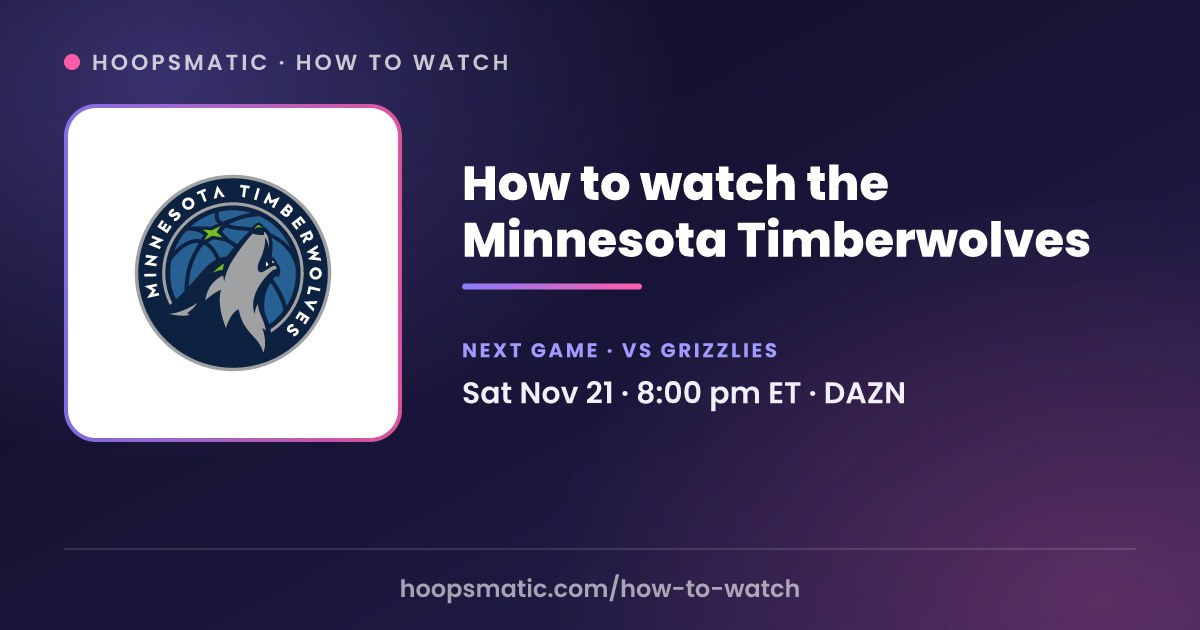 HOOPSMATIC · HOW TO WATCH
MINNESOTA TIMBERWOLVES
How to watch the
Minnesota Timberwolves
NEXT GAME · VS GRIZZLIES
Sat Nov 21 · 8:00 pm ET · DAZN
hoopsmatic.com/how-to-watch